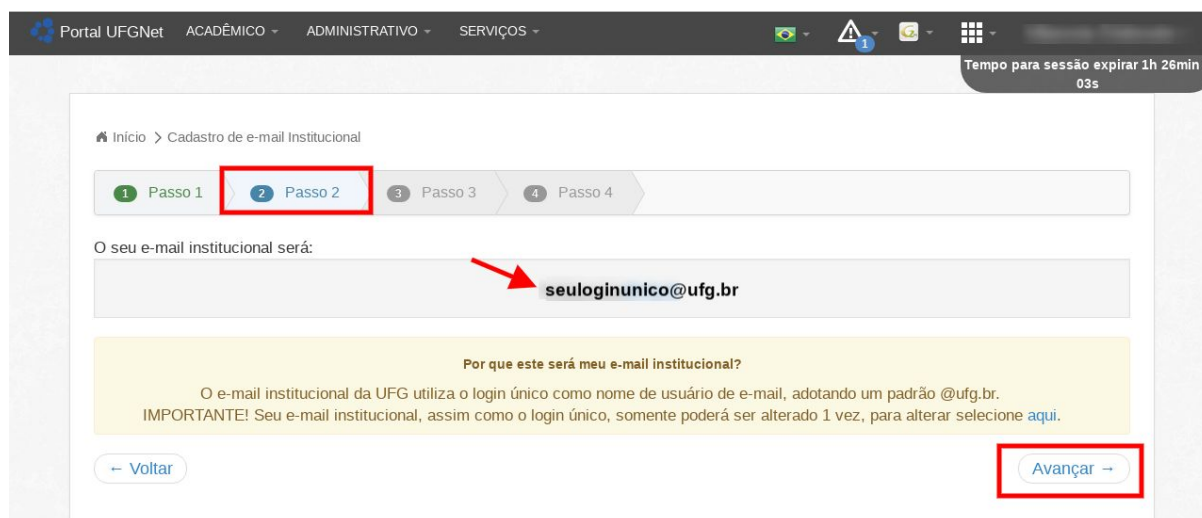 Portal UFGNet ACADÊMICO ADMINISTRATIVO SERVIÇOS 1
Tempo para sessão expirar 1h 26min
03s
Início > Cadastro de e-mail Institucional
1 Passo 1 2 Passo 2 3 Passo 3 4 Passo 4
O seu e-mail institucional será:
seuloginunico@ufg.br
Por que este será meu e-mail institucional?
O e-mail institucional da UFG utiliza o login único como nome de usuário de e-mail, adotando um padrão @ufg.br.
IMPORTANTE! Seu e-mail institucional, assim como o login único, somente poderá ser alterado 1 vez, para alterar selecione aqui.
← Voltar Avançar →